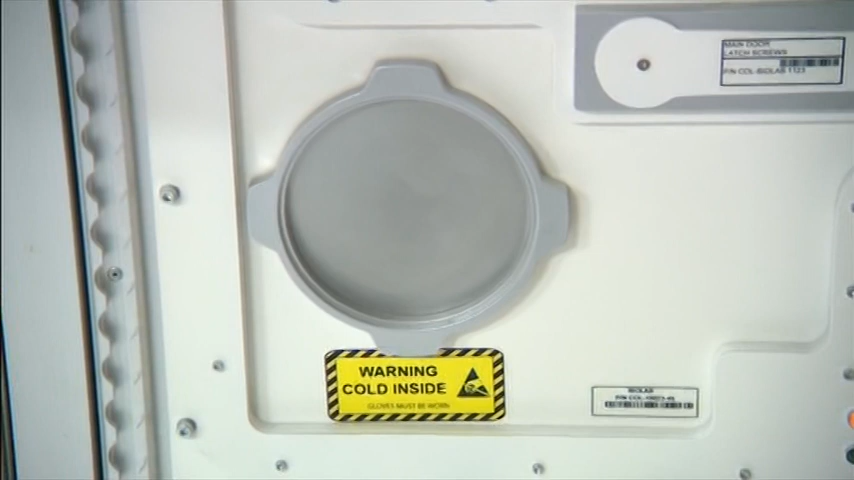 MAIN DOOR
LATCH SCREWS
P/N COL-BIOLAB 1123
WARNING
COLD INSIDE
GLOVES MUST BE WORN
BIOLAB